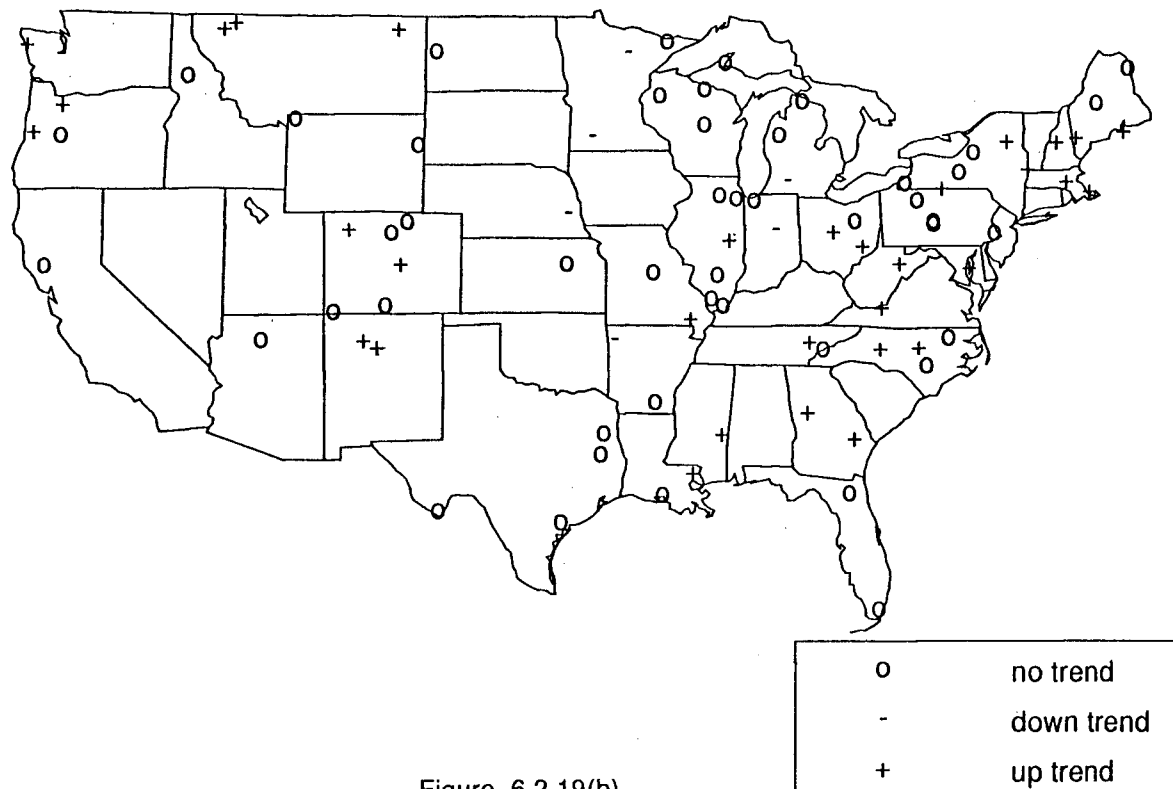 o no trend
- down trend
+ up trend
Figure 6.2.19(b)